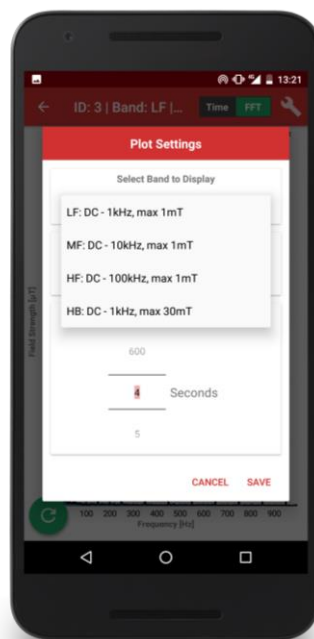 13:21
ID: 3 | Band: LF |... Time FFT
Plot Settings
Select Band to Display
LF: DC - 1kHz, max 1mT
MF: DC - 10kHz, max 1mT
HF: DC - 100kHz, max 1mT
HB: DC - 1kHz, max 30mT
Field Strength [µT]
600
4 Seconds
5
CANCEL SAVE
100 200 300 400 500 600 700 800 900
Frequency [Hz]